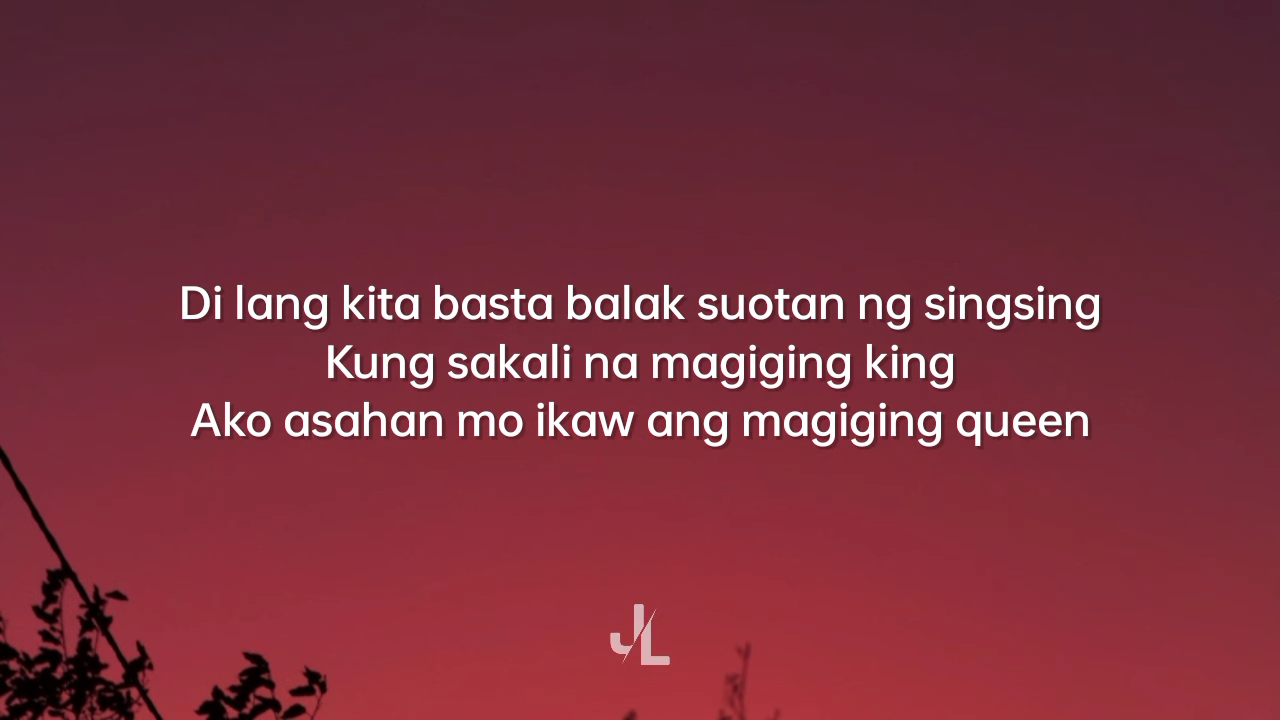 Di lang kita basta balak suotan ng singsing
Kung sakali na magiging king
Ako asahan mo ikaw ang magiging queen
JL